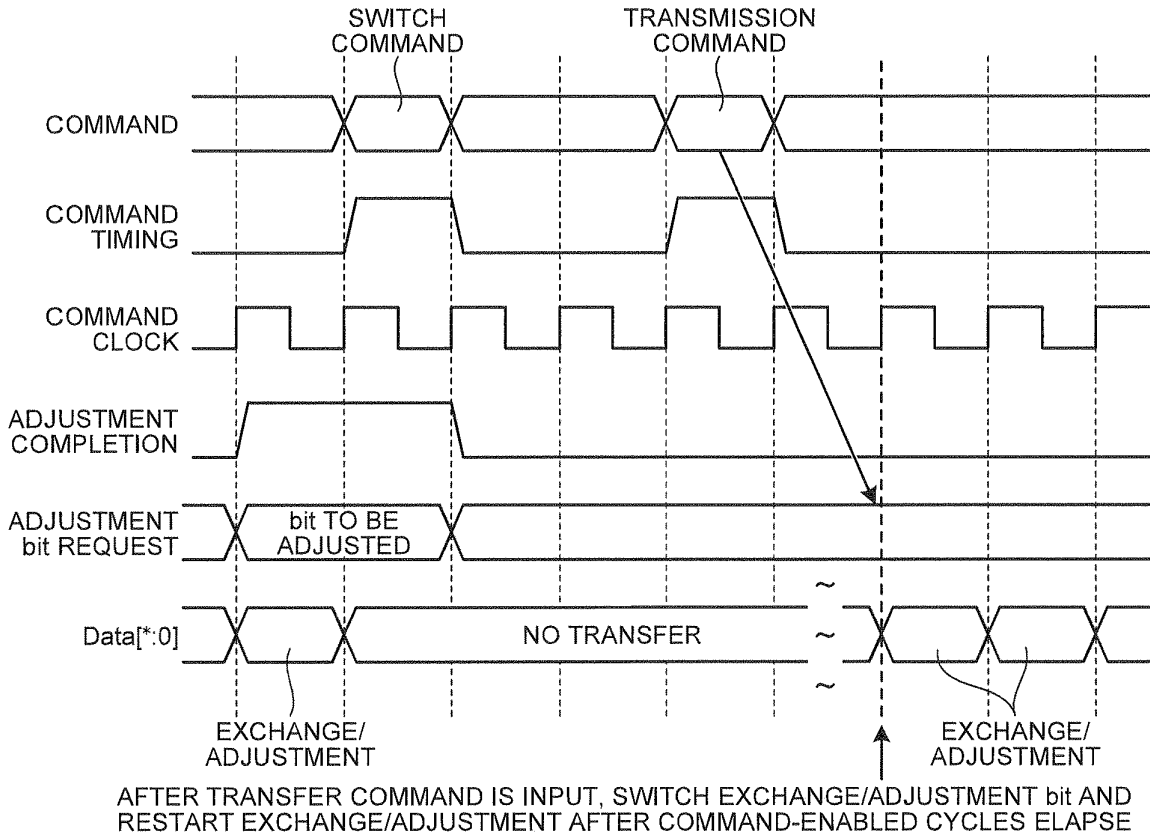 SWITCH
COMMAND
TRANSMISSION
COMMAND
COMMAND
COMMAND
TIMING
COMMAND
CLOCK
ADJUSTMENT
COMPLETION
ADJUSTMENT
bit REQUEST
bit TO BE
ADJUSTED
Data[*:0]
NO TRANSFER
~
~
~
EXCHANGE/
ADJUSTMENT
EXCHANGE/
ADJUSTMENT
AFTER TRANSFER COMMAND IS INPUT, SWITCH EXCHANGE/ADJUSTMENT bit AND
RESTART EXCHANGE/ADJUSTMENT AFTER COMMAND-ENABLED CYCLES ELAPSE